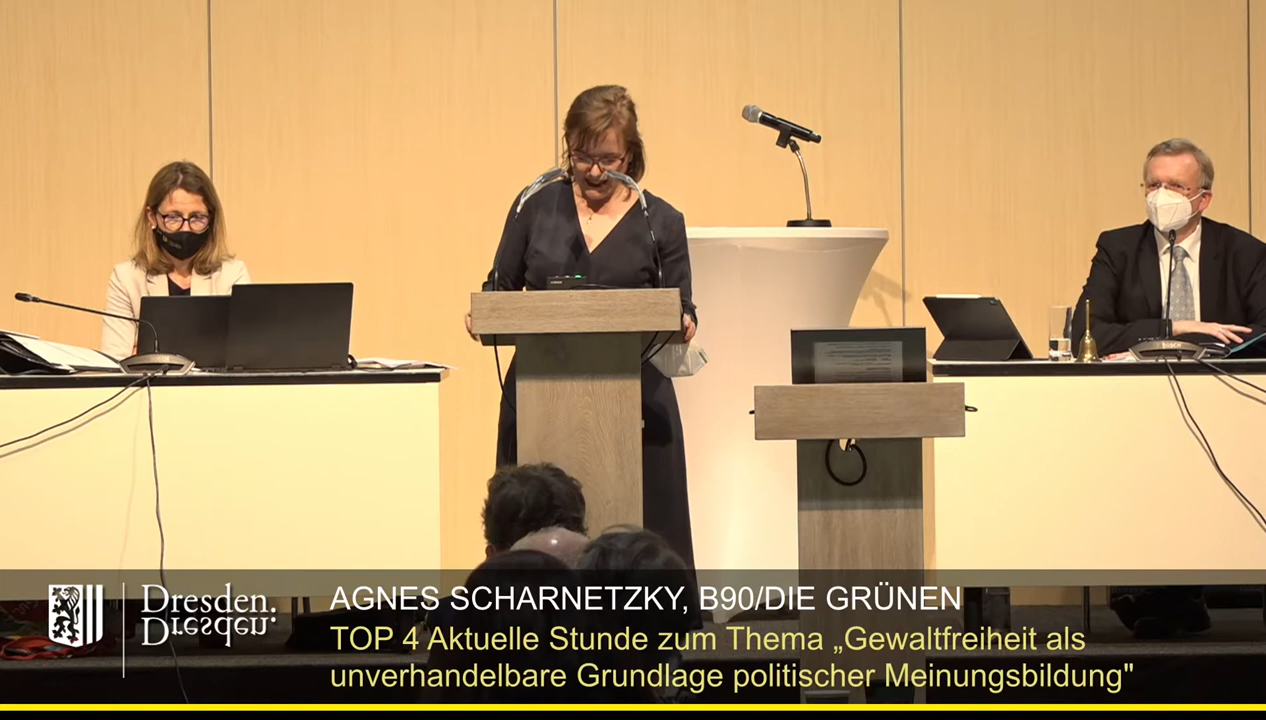 Dresden.
Dresden.
AGNES SCHARNETZKY, B90/DIE GRÜNEN
TOP 4 Aktuelle Stunde zum Thema „Gewaltfreiheit als
unverhandelbare Grundlage politischer Meinungsbildung"